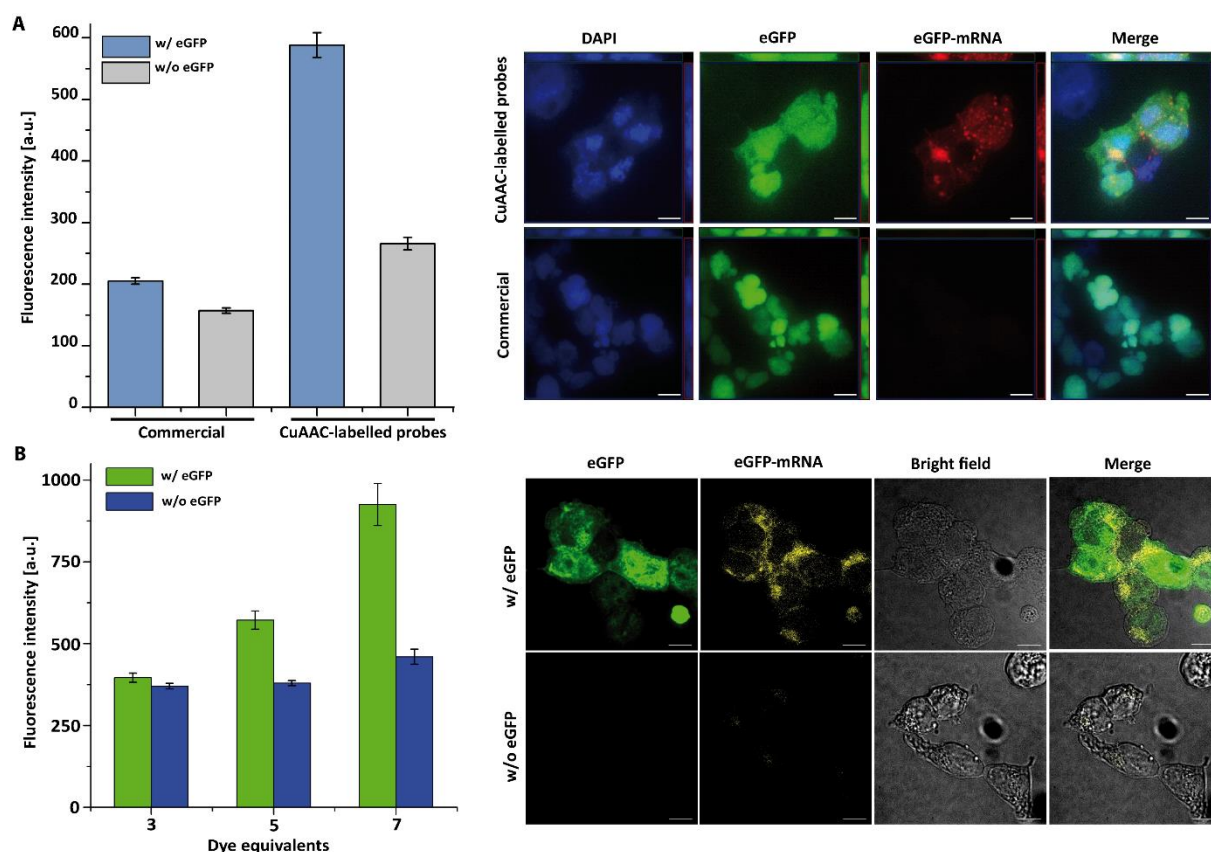 A
w/ eGFP
w/o eGFP
Fluorescence intensity [a.u.]
600
500
400
300
200
100
0
Commercial
CuAAC-labelled probes
DAPI
eGFP
eGFP-mRNA
Merge
CuAAC-labelled probes
Commercial
B
w/ eGFP
w/o eGFP
Fluorescence intensity [a.u.]
1000
750
500
250
0
3
5
7
Dye equivalents
eGFP
eGFP-mRNA
Bright field
Merge
w/ eGFP
w/o eGFP